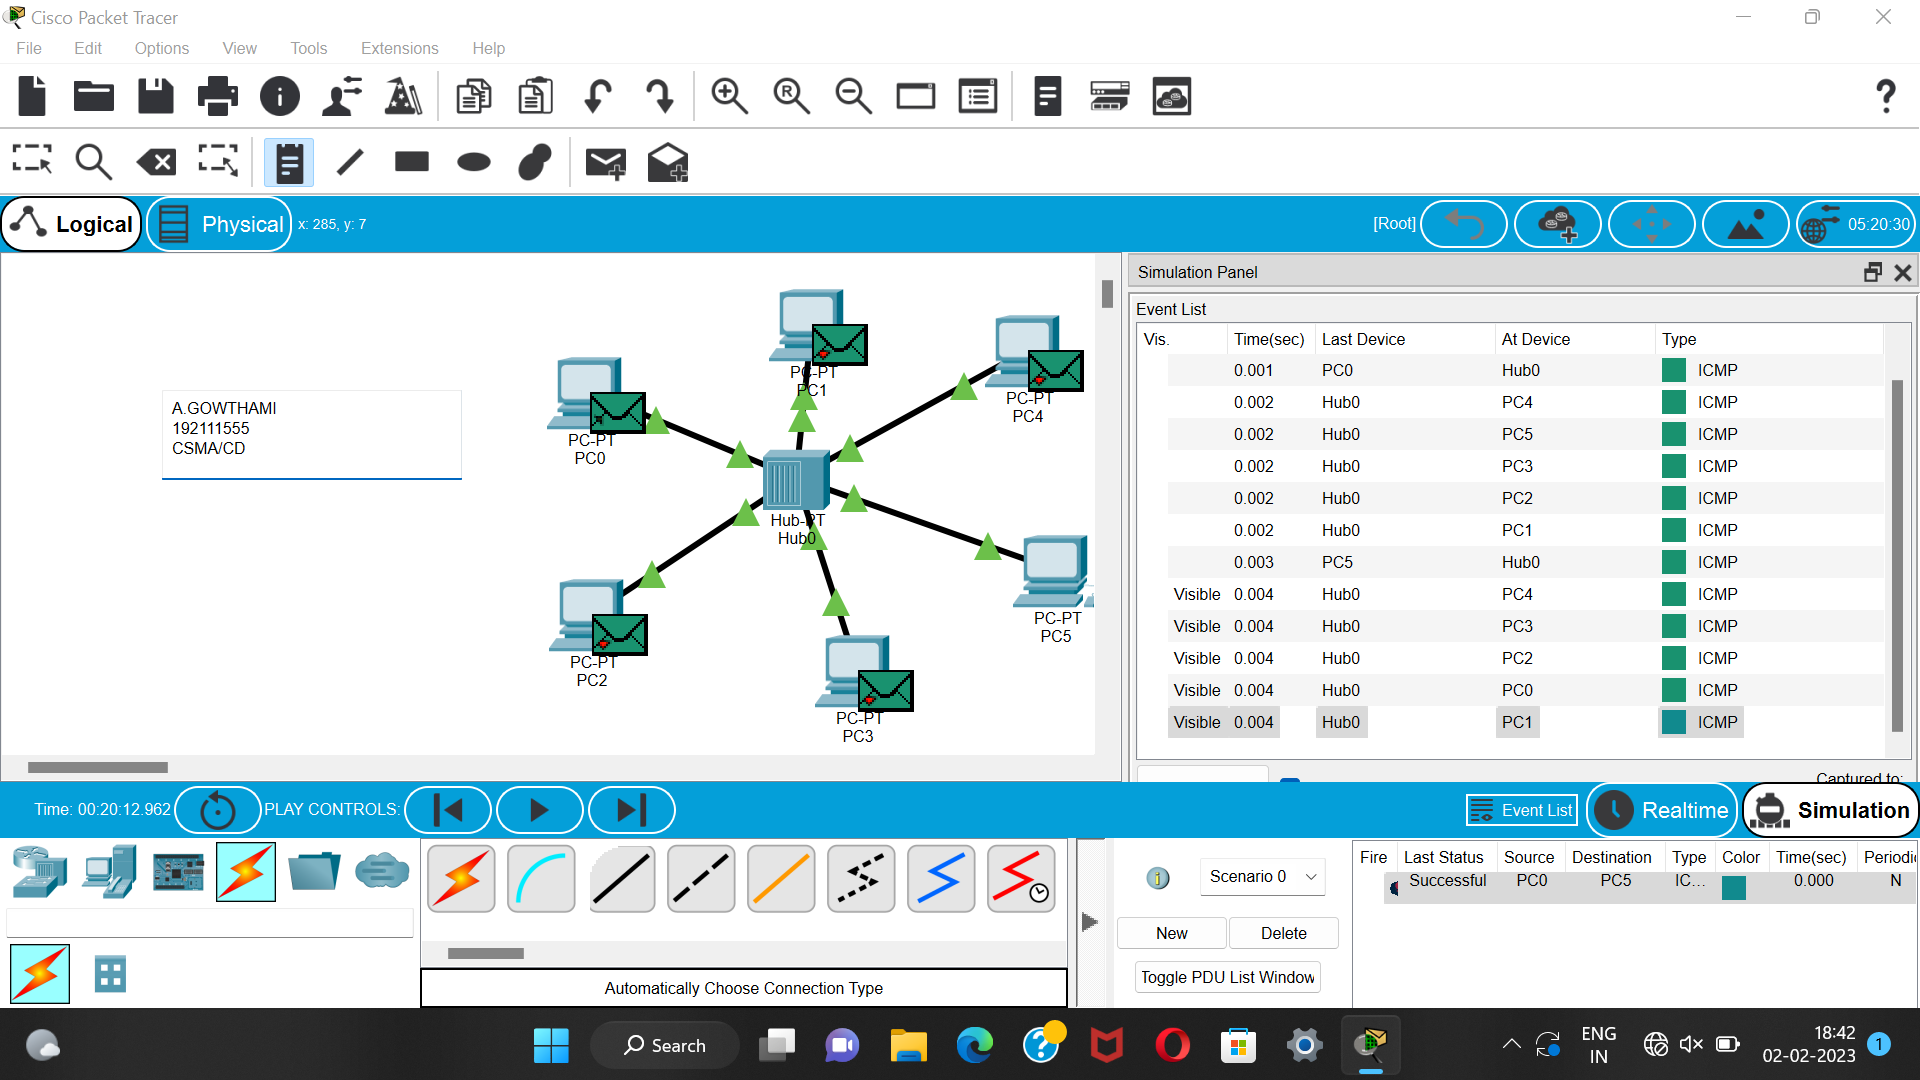 Cisco Packet Tracer
File Edit Options View Tools Extensions Help
Logical Physical x: 285, y: 7 [Root] 05:20:30
A.GOWTHAMI
192111555
CSMA/CD
PC-PT
PC0
PC-PT
PC1
PC-PT
PC4
Hub-PT
Hub0
PC-PT
PC5
PC-PT
PC2
PC-PT
PC3
Simulation Panel
Event List
Vis. Time(sec) Last Device At Device Type
0.001 PC0 Hub0 ICMP
0.002 Hub0 PC4 ICMP
0.002 Hub0 PC5 ICMP
0.002 Hub0 PC3 ICMP
0.002 Hub0 PC2 ICMP
0.002 Hub0 PC1 ICMP
0.003 PC5 Hub0 ICMP
Visible 0.004 Hub0 PC4 ICMP
Visible 0.004 Hub0 PC3 ICMP
Visible 0.004 Hub0 PC2 ICMP
Visible 0.004 Hub0 PC0 ICMP
Visible 0.004 Hub0 PC1 ICMP
Captured to:
Time: 00:20:12.962 PLAY CONTROLS: Event List Realtime Simulation
Automatically Choose Connection Type
Scenario 0
New Delete
Toggle PDU List Window
Fire Last Status Source Destination Type Color Time(sec) Periodic
Successful PC0 PC5 IC... 0.000 N
Search
ENG
IN
18:42
02-02-2023
1